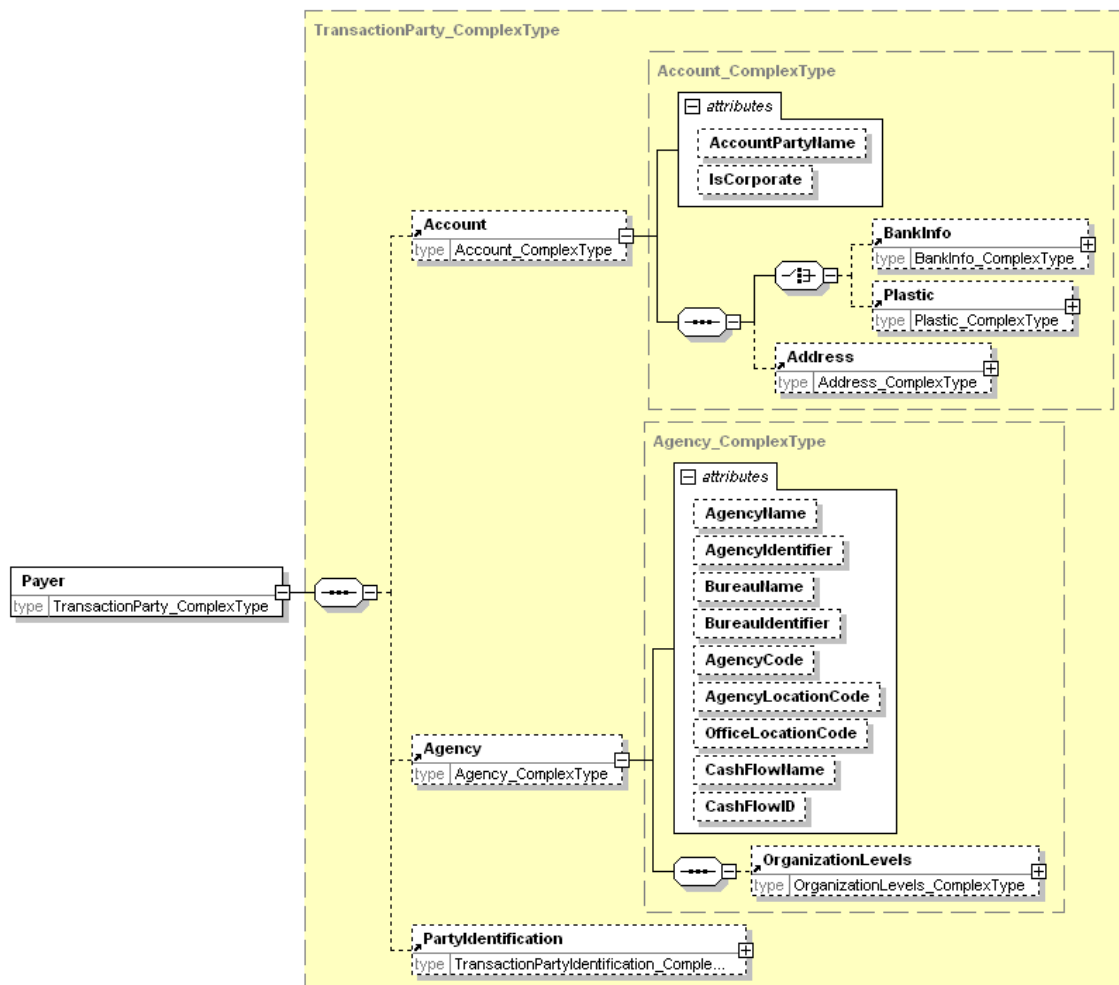 TransactionParty_ComplexType
Account_ComplexType
attributes
AccountPartyName
IsCorporate
Account
type Account_ComplexType
BankInfo
type BankInfo_ComplexType
Plastic
type Plastic_ComplexType
Address
type Address_ComplexType
Agency_ComplexType
attributes
AgencyName
AgencyIdentifier
BureauName
BureauIdentifier
AgencyCode
AgencyLocationCode
OfficeLocationCode
CashFlowName
CashFlowID
Payer
type TransactionParty_ComplexType
Agency
type Agency_ComplexType
OrganizationLevels
type OrganizationLevels_ComplexType
PartyIdentification
type TransactionPartyIdentification_Comple...